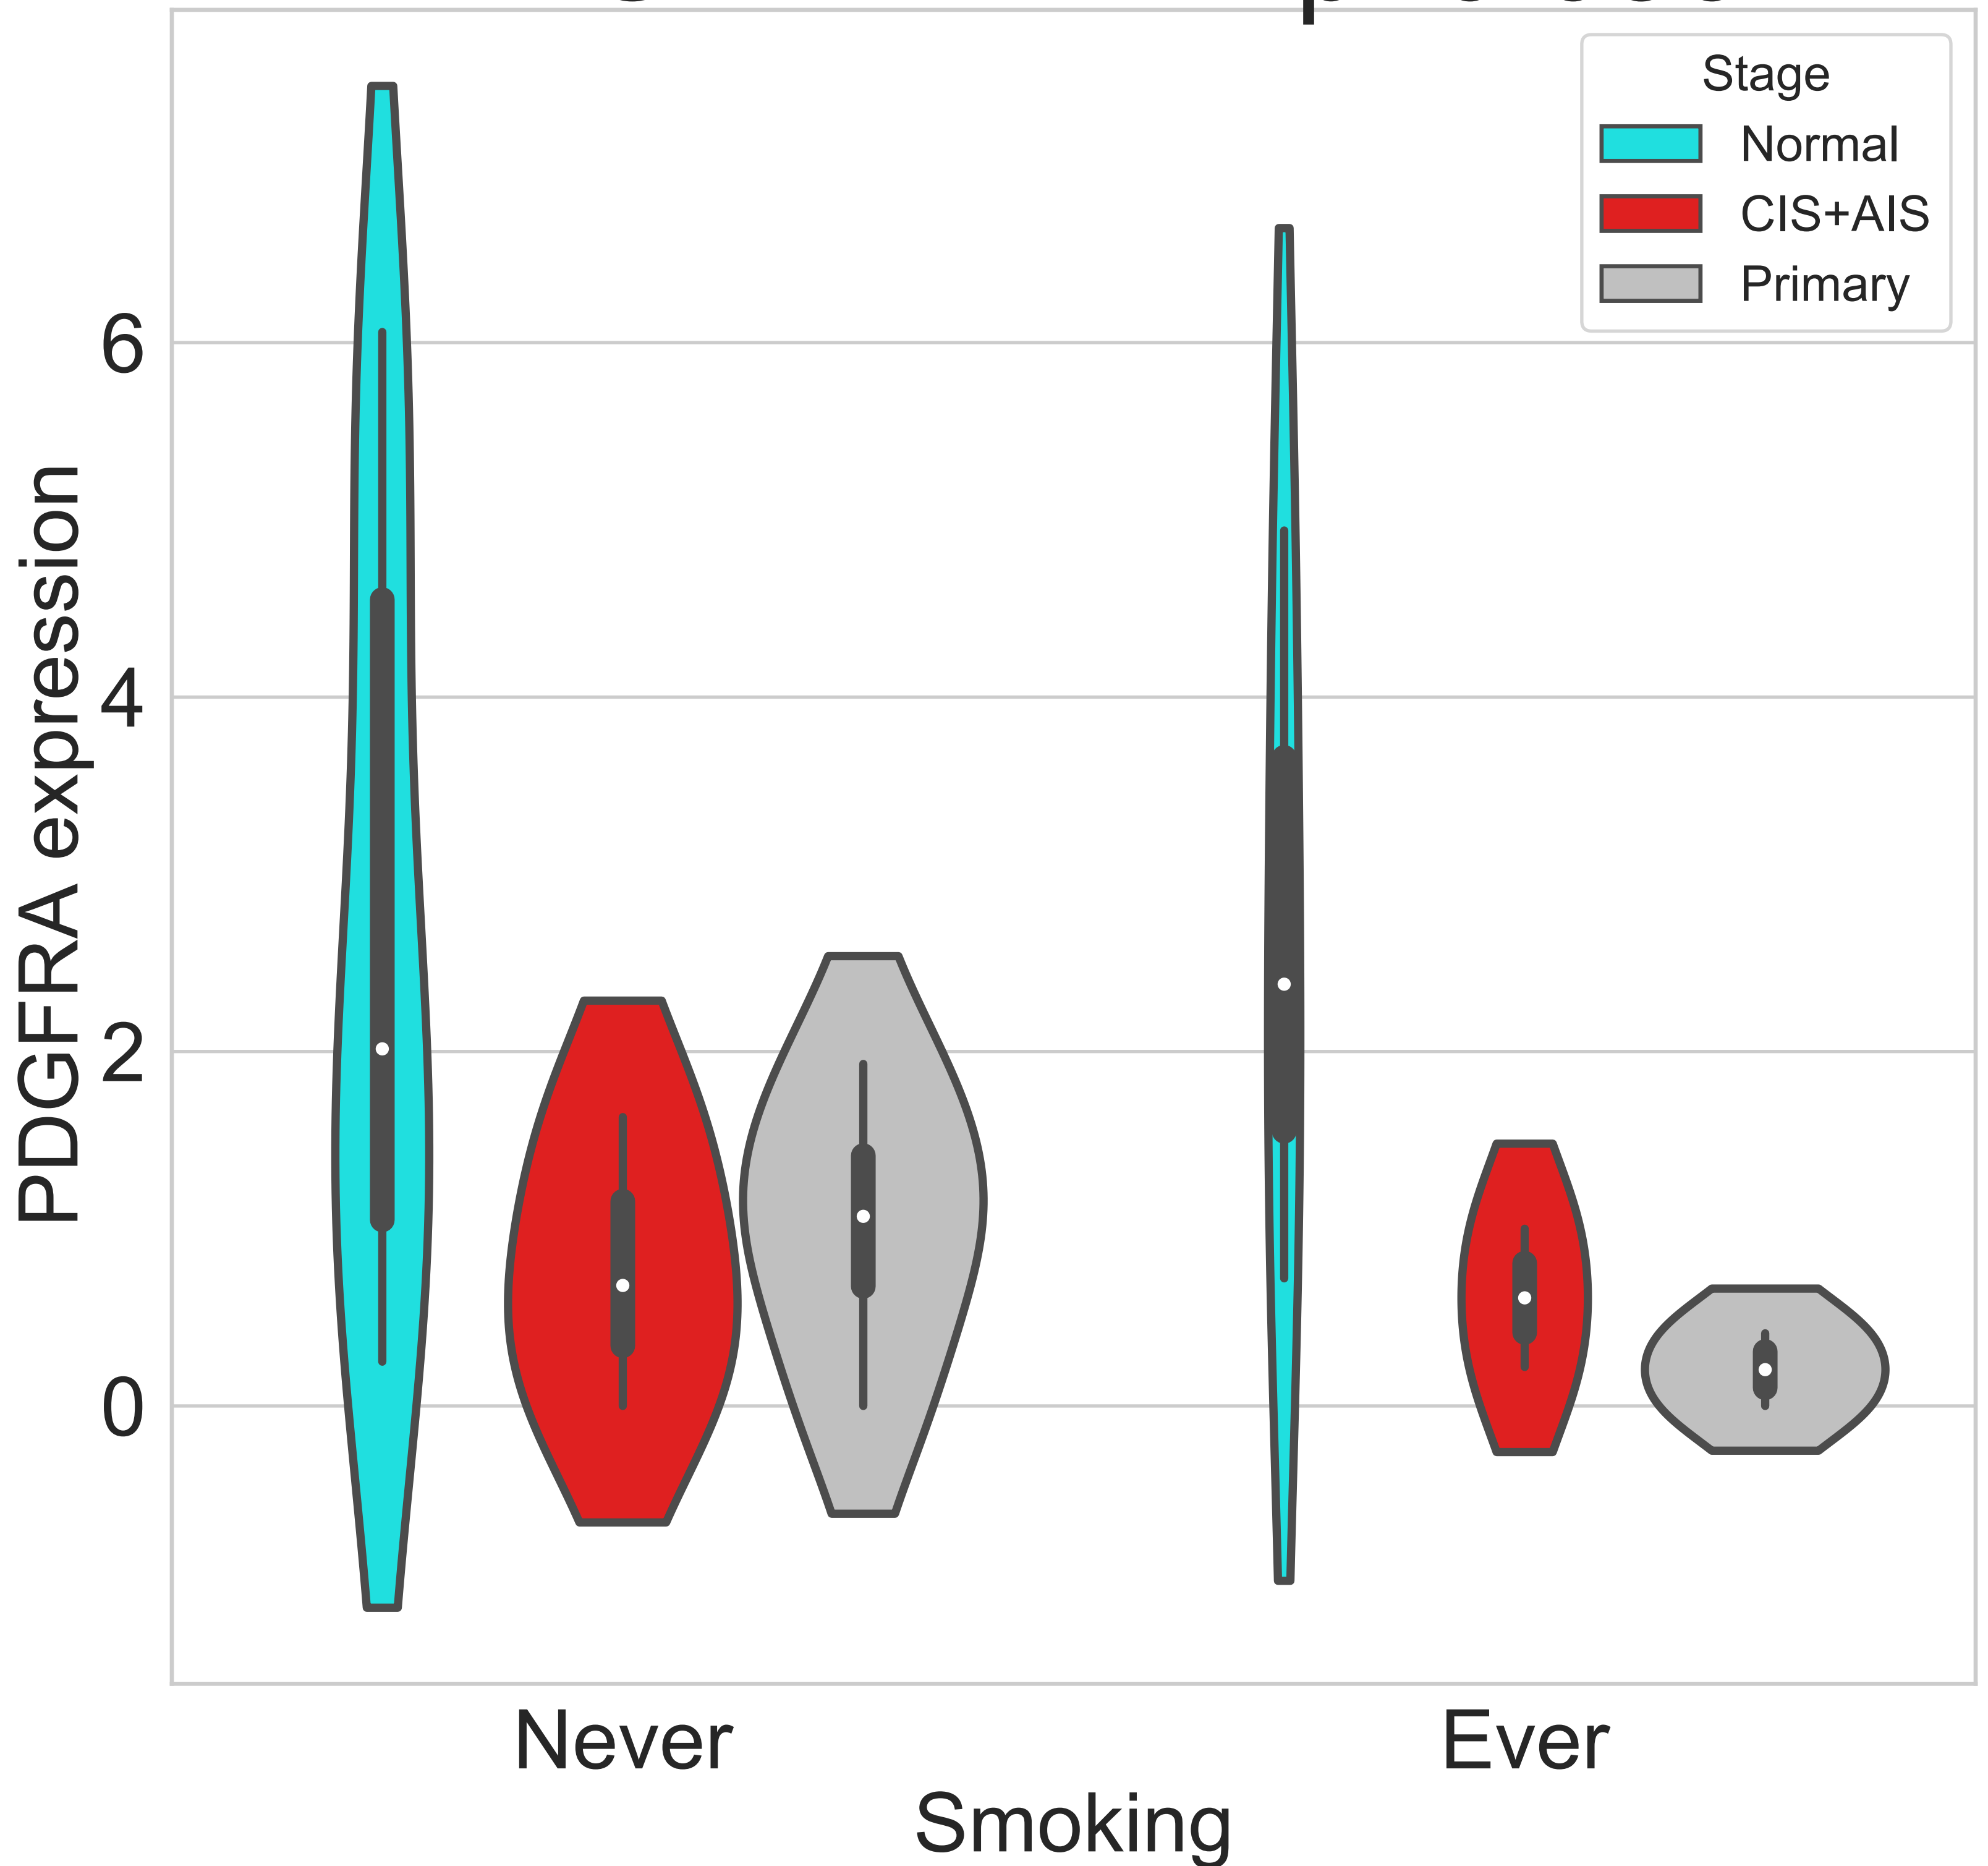 Stage
Normal
CIS+AIS
Primary
PDGFRA expression
6
4
2
0
Never
Ever
Smoking